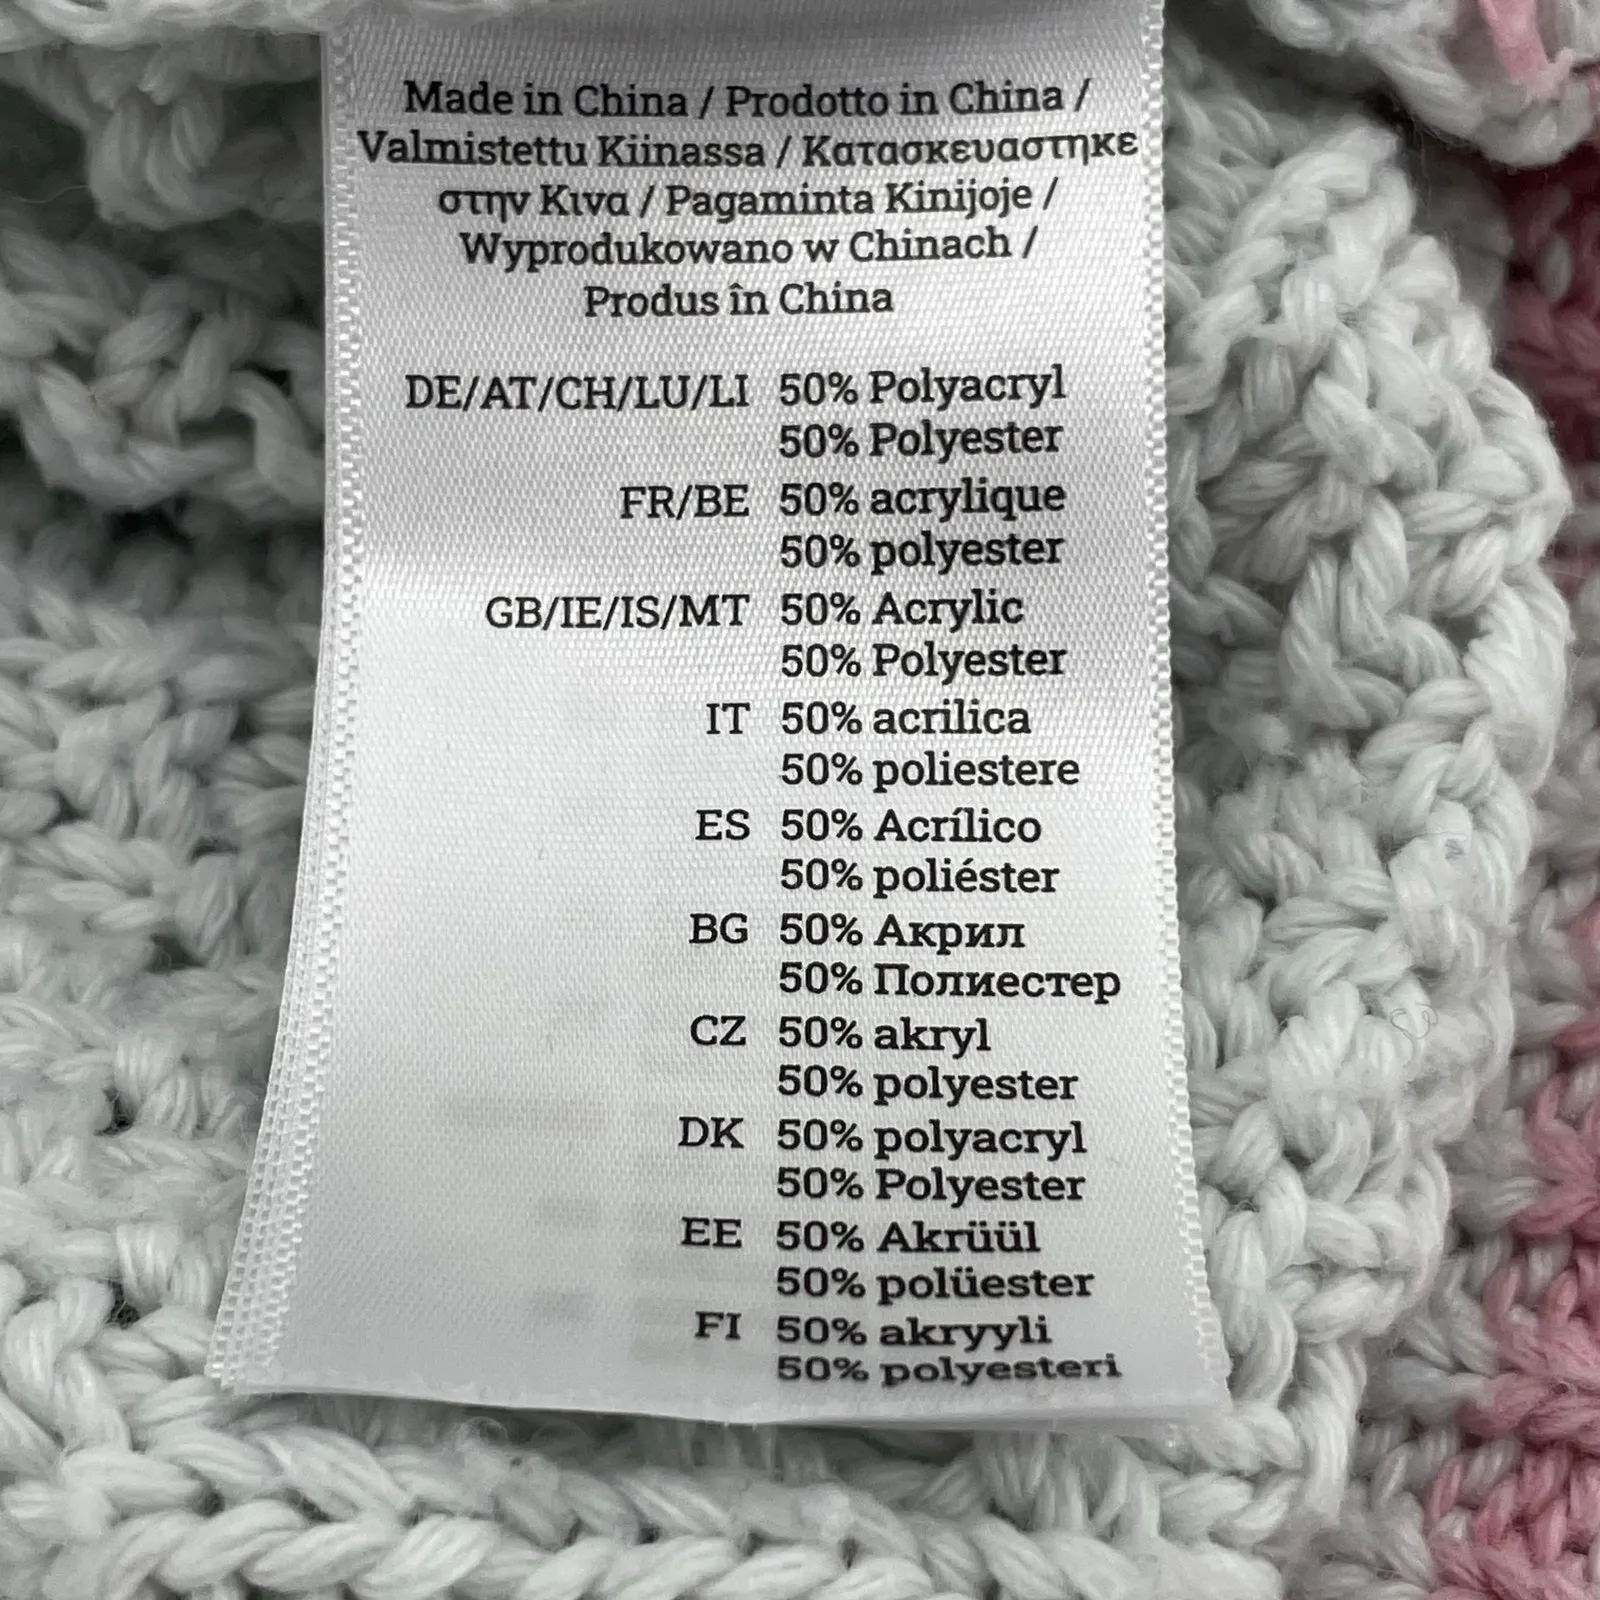 Made in China / Prodotto in China /
Valmistettu Kiinassa / Κατασκευαστηκε
στην Κινα / Pagaminta Kinijoje /
Wyprodukowano w Chinach /
Produs în China
DE/AT/CH/LU/LI 50% Polyacryl
50% Polyester
FR/BE 50% acrylique
50% polyester
GB/IE/IS/MT 50% Acrylic
50% Polyester
IT 50% acrilica
50% poliestere
ES 50% Acrílico
50% poliéster
BG 50% Акрил
50% Полиестер
CZ 50% akryl
50% polyester
DK 50% polyacryl
50% Polyester
EE 50% Akrüül
50% polüester
FI 50% akryyli
50% polyesteri